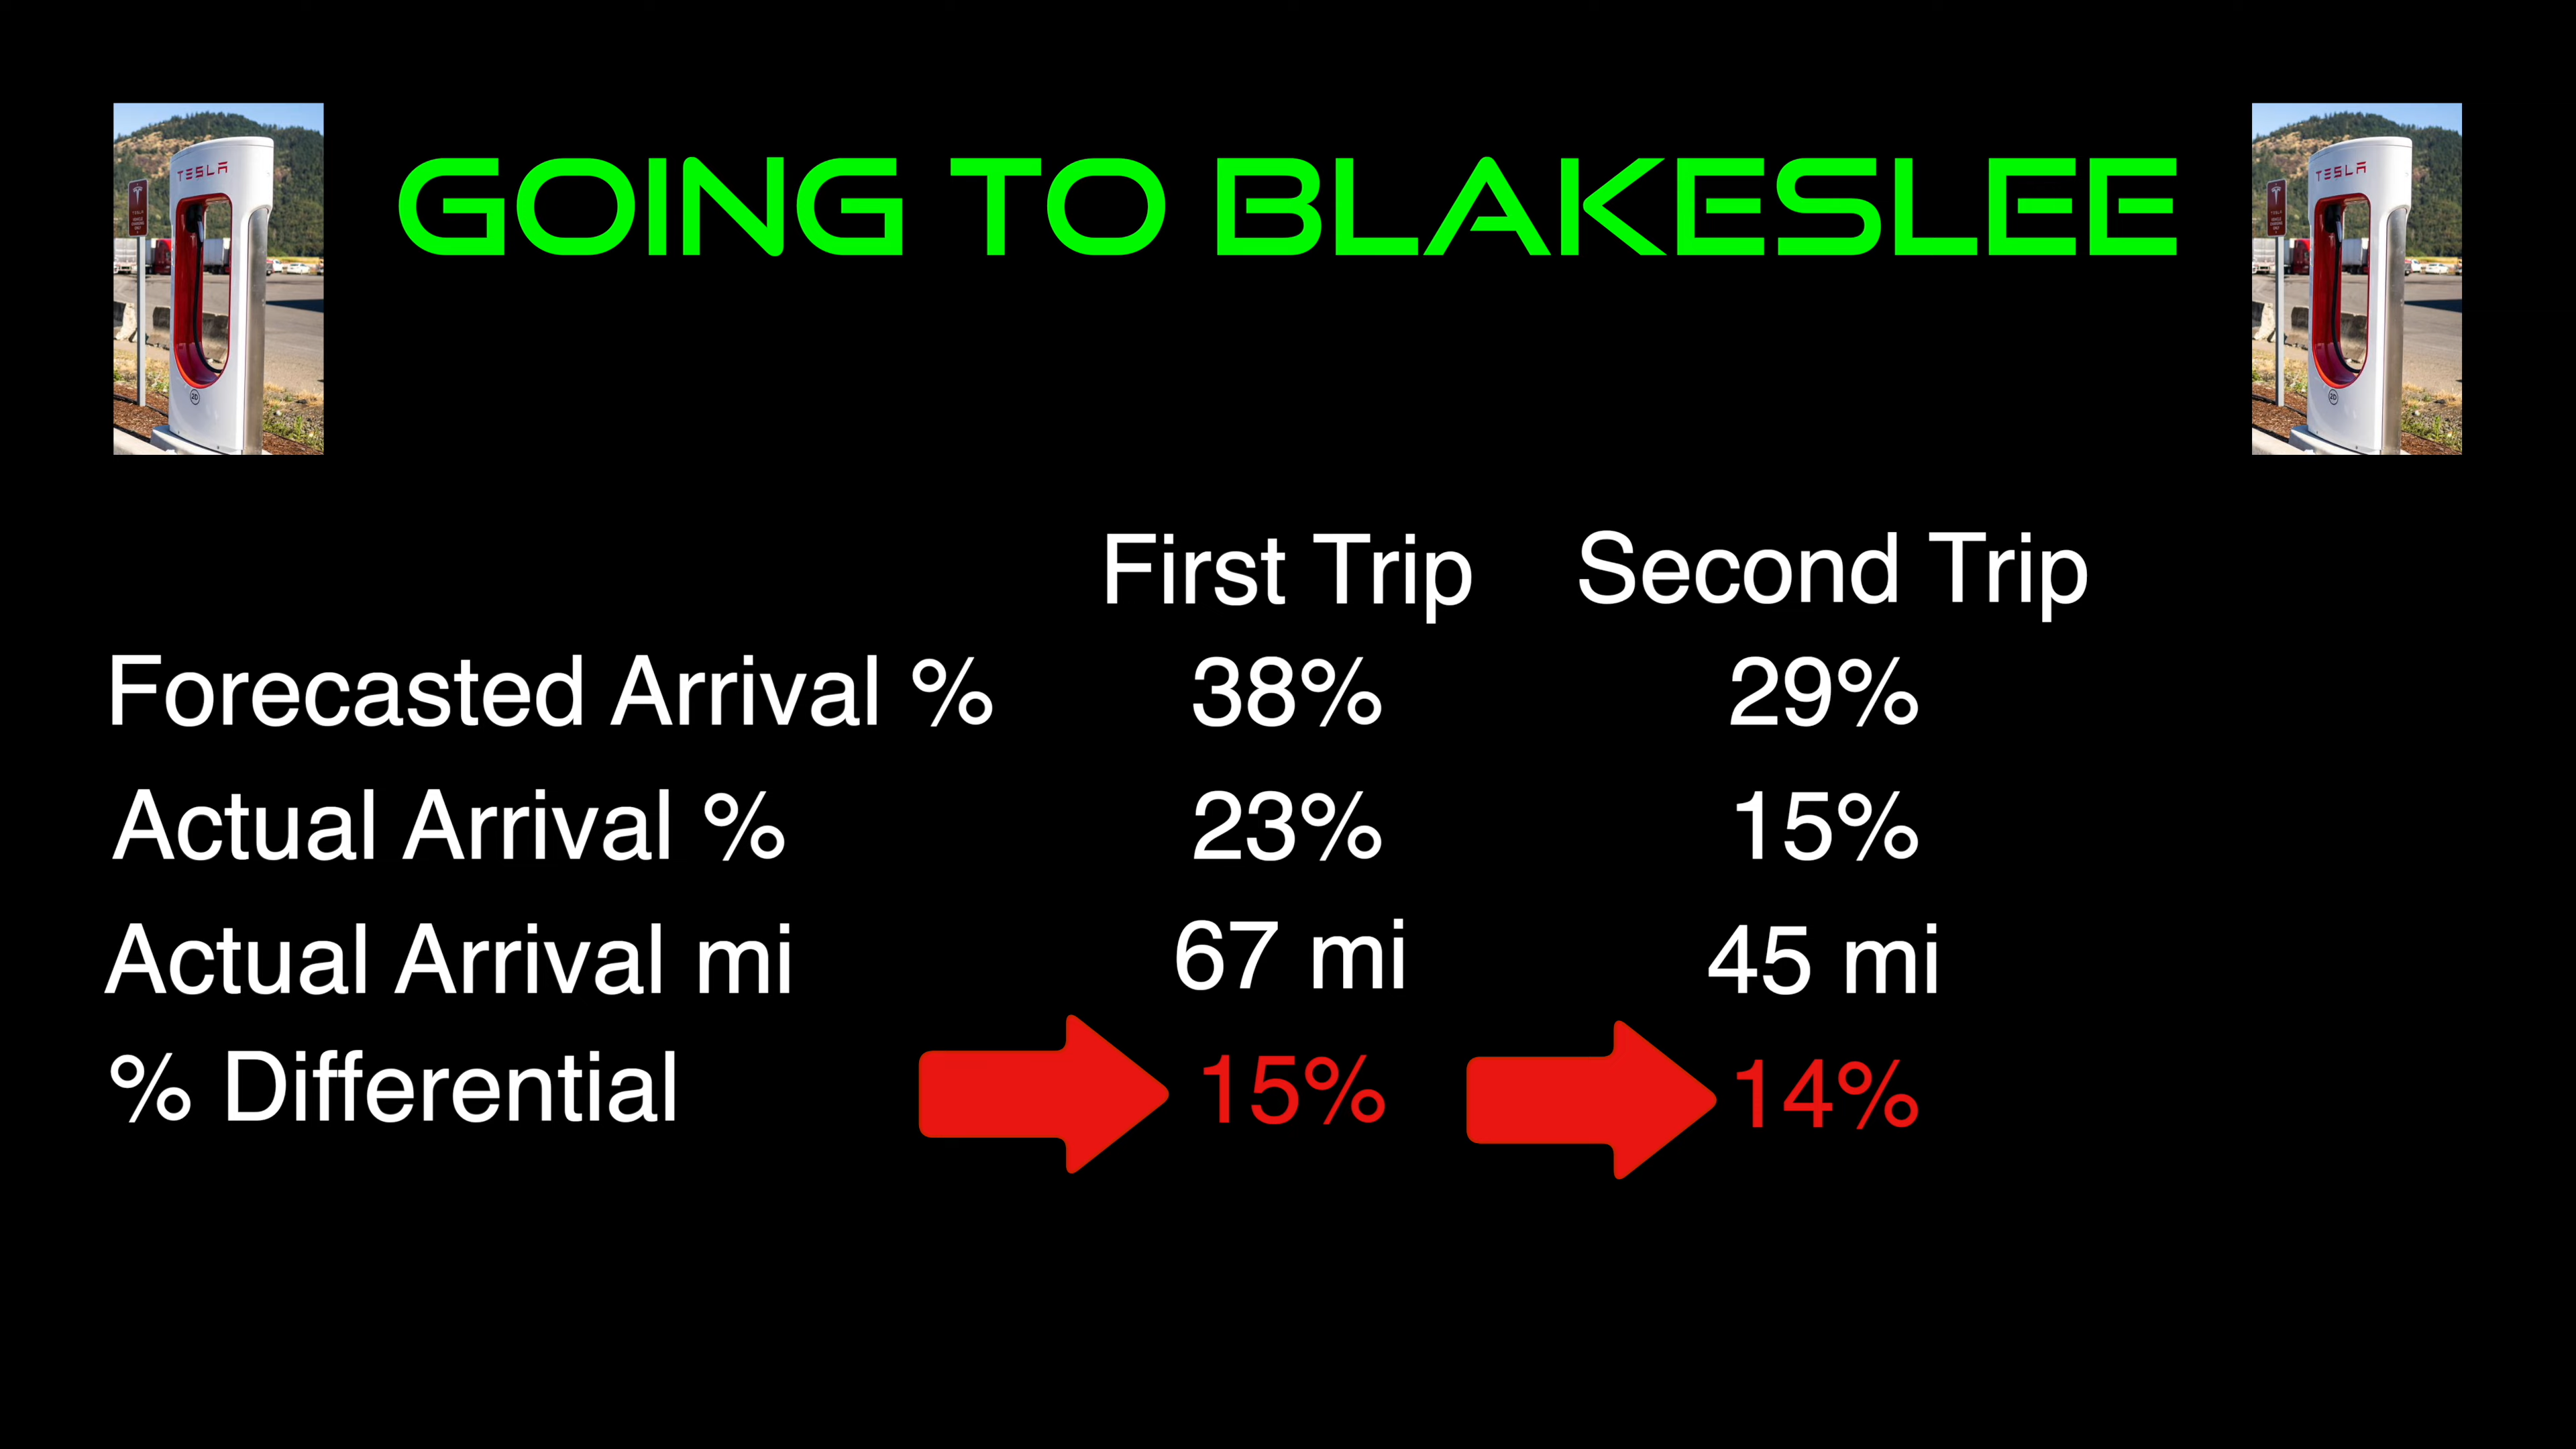 TESLA
TESLA
GOING TO BLAKESLEE
First Trip Second Trip
Forecasted Arrival % 38% 29%
Actual Arrival % 23% 15%
Actual Arrival mi 67 mi 45 mi
% Differential 15% 14%